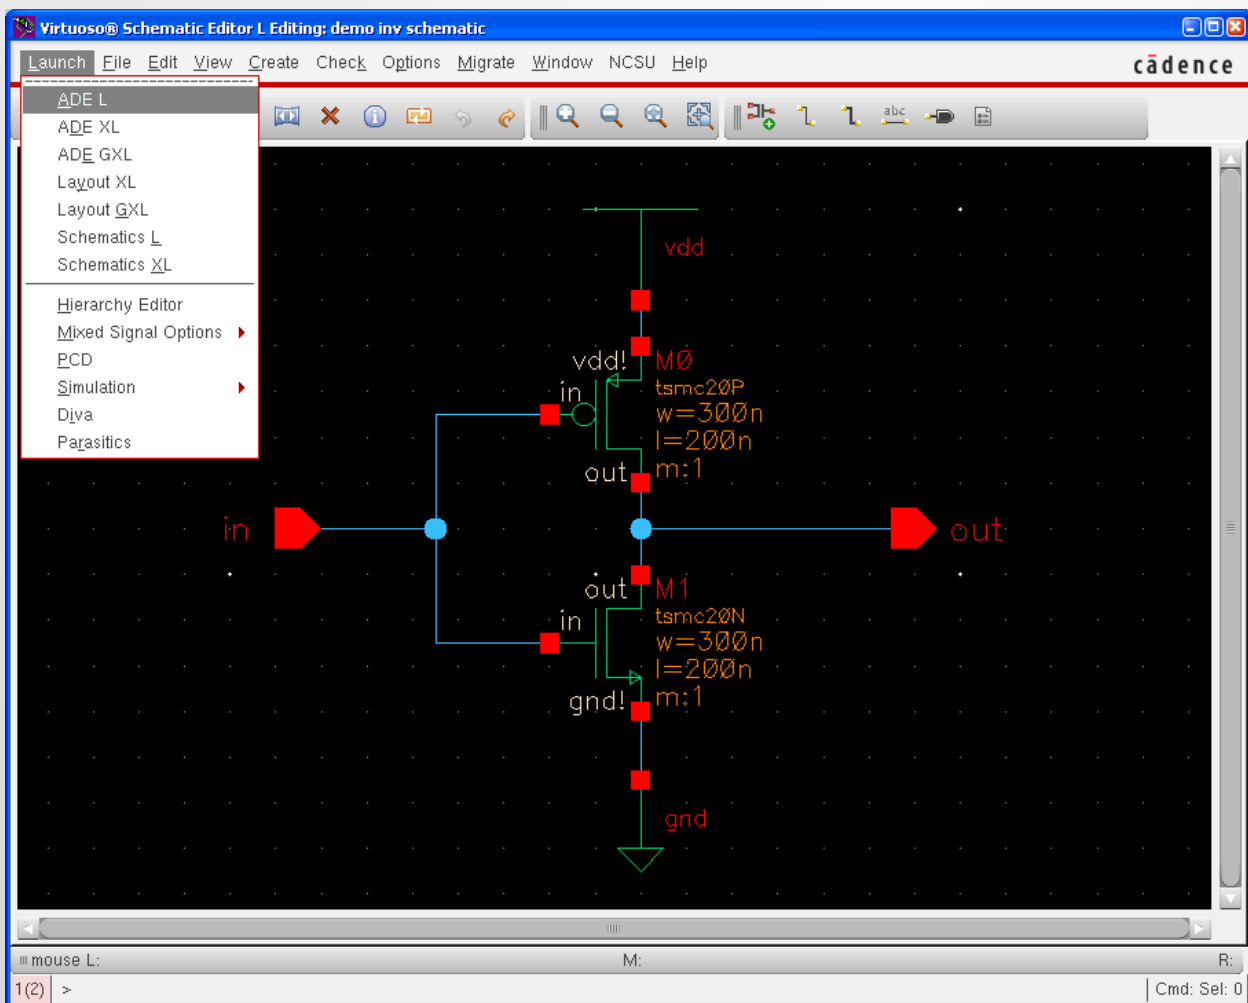 Virtuoso® Schematic Editor L Editing: demo inv schematic
Launch File Edit View Create Check Options Migrate Window NCSU Help
cādence
ADE L
ADE XL
ADE GXL
Layout XL
Layout GXL
Schematics L
Schematics XL
Hierarchy Editor
Mixed Signal Options
PCD
Simulation
Diva
Parasitics
abc
vdd
vdd!
M0
in
tsmc20P
w=300n
l=200n
out
m:1
in
out
out
M1
in
tsmc20N
w=300n
l=200n
gnd!
m:1
gnd
mouse L: M: R:
1(2) > Cmd: Sel: 0